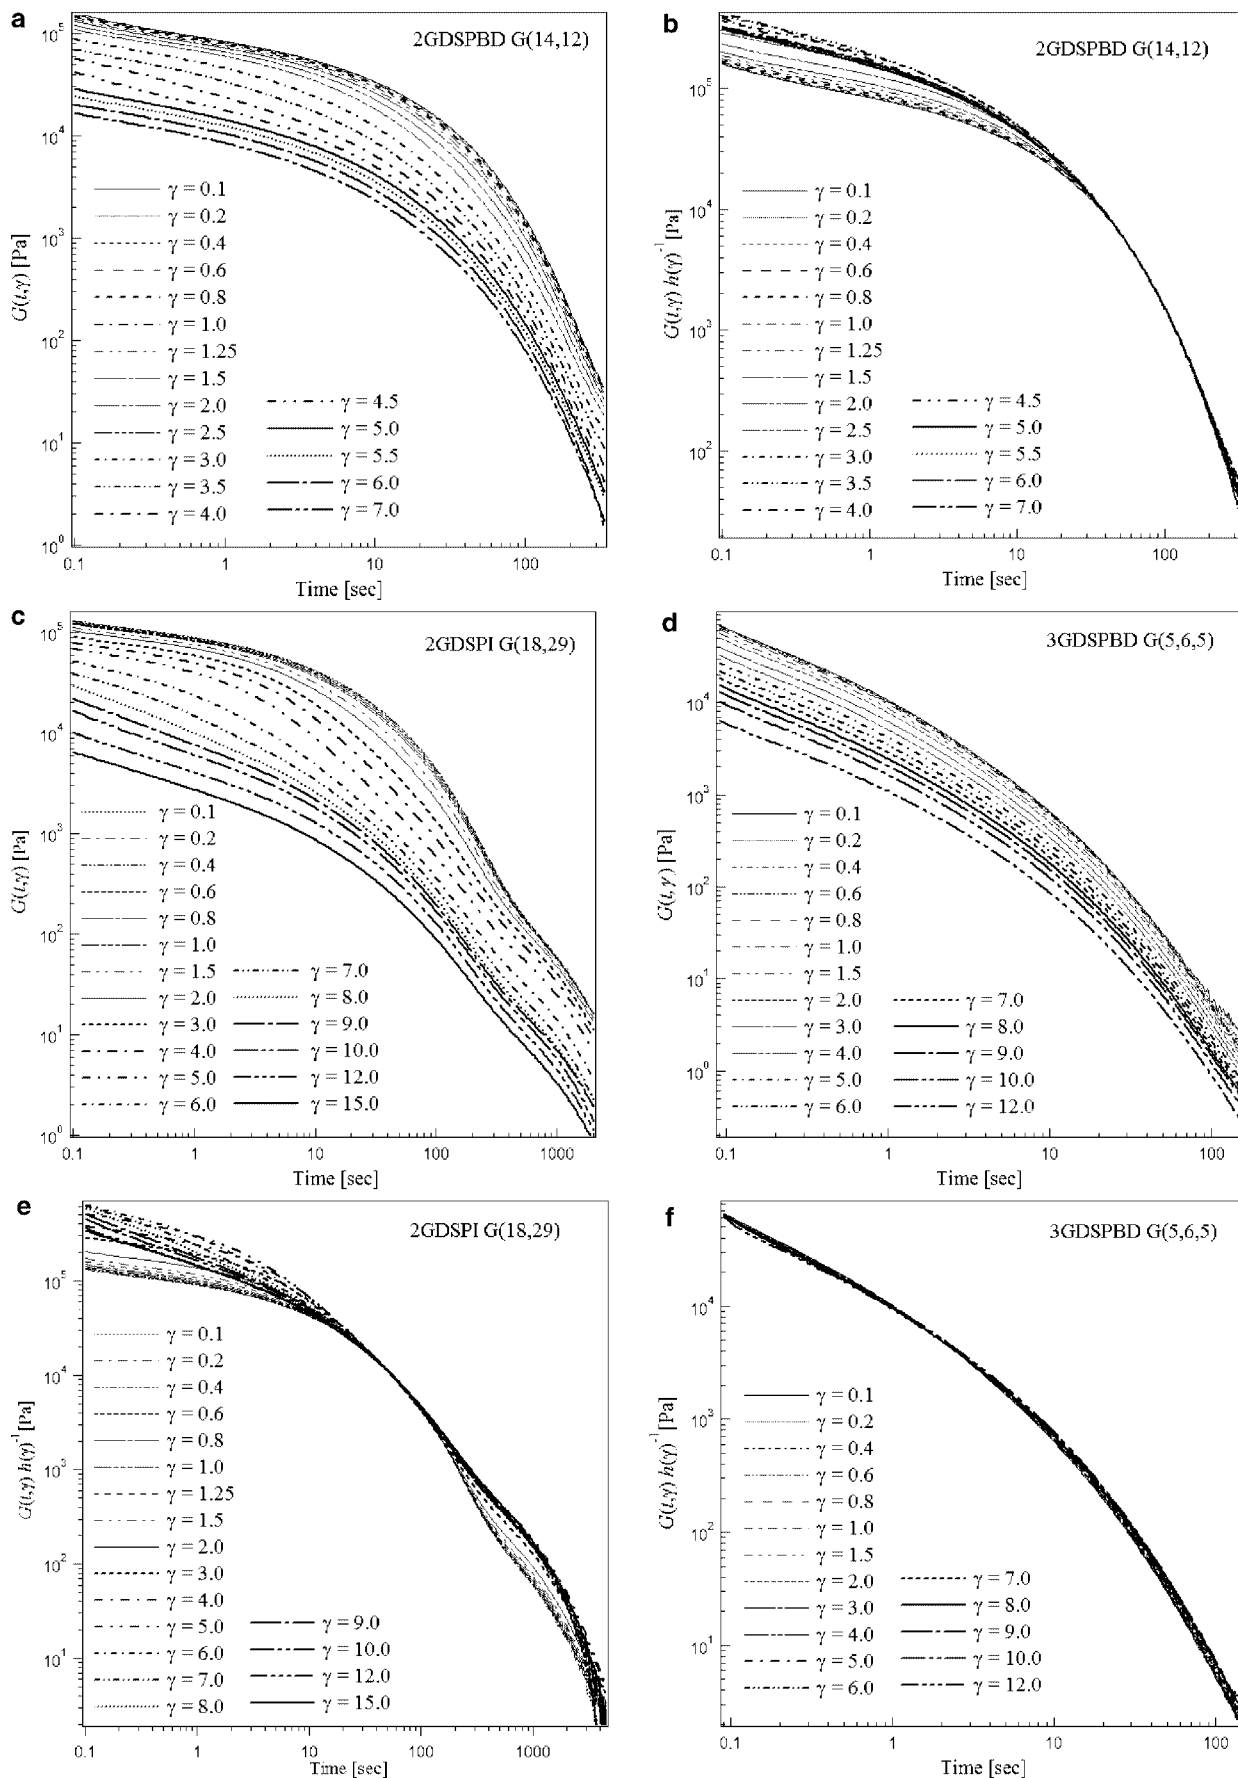 a
2GDSPBD G(14,12)
G(t,γ) [Pa]
10^5
10^4
10^3
10^2
10^1
10^0
γ = 0.1
γ = 0.2
γ = 0.4
γ = 0.6
γ = 0.8
γ = 1.0
γ = 1.25
γ = 1.5
γ = 2.0
γ = 2.5
γ = 3.0
γ = 3.5
γ = 4.0
γ = 4.5
γ = 5.0
γ = 5.5
γ = 6.0
γ = 7.0
0.1 1 10 100
Time [sec]
b
2GDSPBD G(14,12)
G(t,γ) h(γ)^-1 [Pa]
10^5
10^4
10^3
10^2
γ = 0.1
γ = 0.2
γ = 0.4
γ = 0.6
γ = 0.8
γ = 1.0
γ = 1.25
γ = 1.5
γ = 2.0
γ = 2.5
γ = 3.0
γ = 3.5
γ = 4.0
γ = 4.5
γ = 5.0
γ = 5.5
γ = 6.0
γ = 7.0
0.1 1 10 100
Time [sec]
c
2GDSPI G(18,29)
G(t,γ) [Pa]
10^5
10^4
10^3
10^2
10^1
10^0
γ = 0.1
γ = 0.2
γ = 0.4
γ = 0.6
γ = 0.8
γ = 1.0
γ = 1.5
γ = 2.0
γ = 3.0
γ = 4.0
γ = 5.0
γ = 6.0
γ = 7.0
γ = 8.0
γ = 9.0
γ = 10.0
γ = 12.0
γ = 15.0
0.1 1 10 100 1000
Time [sec]
d
3GDSPBD G(5,6,5)
G(t,γ) [Pa]
10^4
10^3
10^2
10^1
10^0
γ = 0.1
γ = 0.2
γ = 0.4
γ = 0.6
γ = 0.8
γ = 1.0
γ = 1.5
γ = 2.0
γ = 3.0
γ = 4.0
γ = 5.0
γ = 6.0
γ = 7.0
γ = 8.0
γ = 9.0
γ = 10.0
γ = 12.0
0.1 1 10 100
Time [sec]
e
2GDSPI G(18,29)
G(t,γ) h(γ)^-1 [Pa]
10^5
10^4
10^3
10^2
10^1
γ = 0.1
γ = 0.2
γ = 0.4
γ = 0.6
γ = 0.8
γ = 1.0
γ = 1.25
γ = 1.5
γ = 2.0
γ = 3.0
γ = 4.0
γ = 5.0
γ = 6.0
γ = 7.0
γ = 8.0
γ = 9.0
γ = 10.0
γ = 12.0
γ = 15.0
0.1 1 10 100 1000
Time [sec]
f
3GDSPBD G(5,6,5)
G(t,γ) h(γ)^-1 [Pa]
10^4
10^3
10^2
10^1
γ = 0.1
γ = 0.2
γ = 0.4
γ = 0.6
γ = 0.8
γ = 1.0
γ = 1.5
γ = 2.0
γ = 3.0
γ = 4.0
γ = 5.0
γ = 6.0
γ = 7.0
γ = 8.0
γ = 9.0
γ = 10.0
γ = 12.0
0.1 1 10 100
Time [sec]